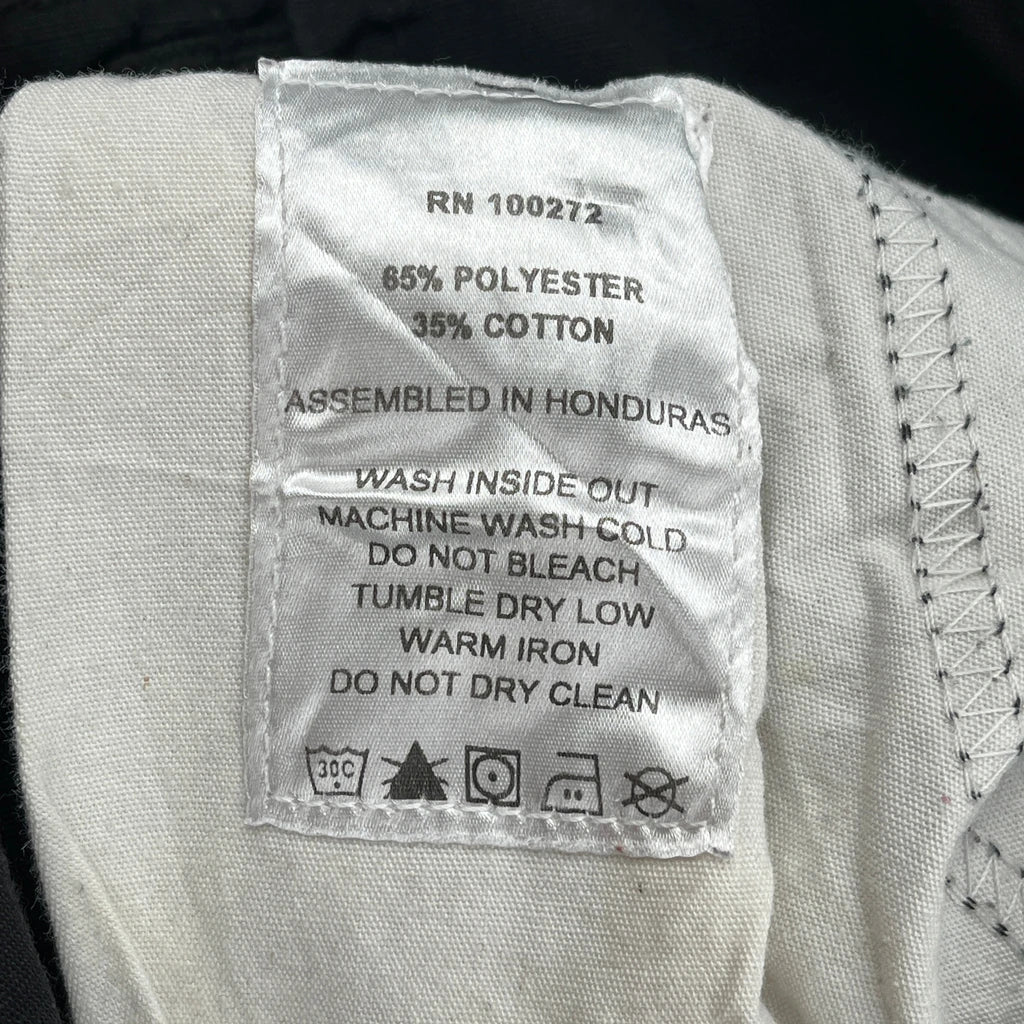 RN 100272
65% POLYESTER
35% COTTON
ASSEMBLED IN HONDURAS
WASH INSIDE OUT
MACHINE WASH COLD
DO NOT BLEACH
TUMBLE DRY LOW
WARM IRON
DO NOT DRY CLEAN
30C